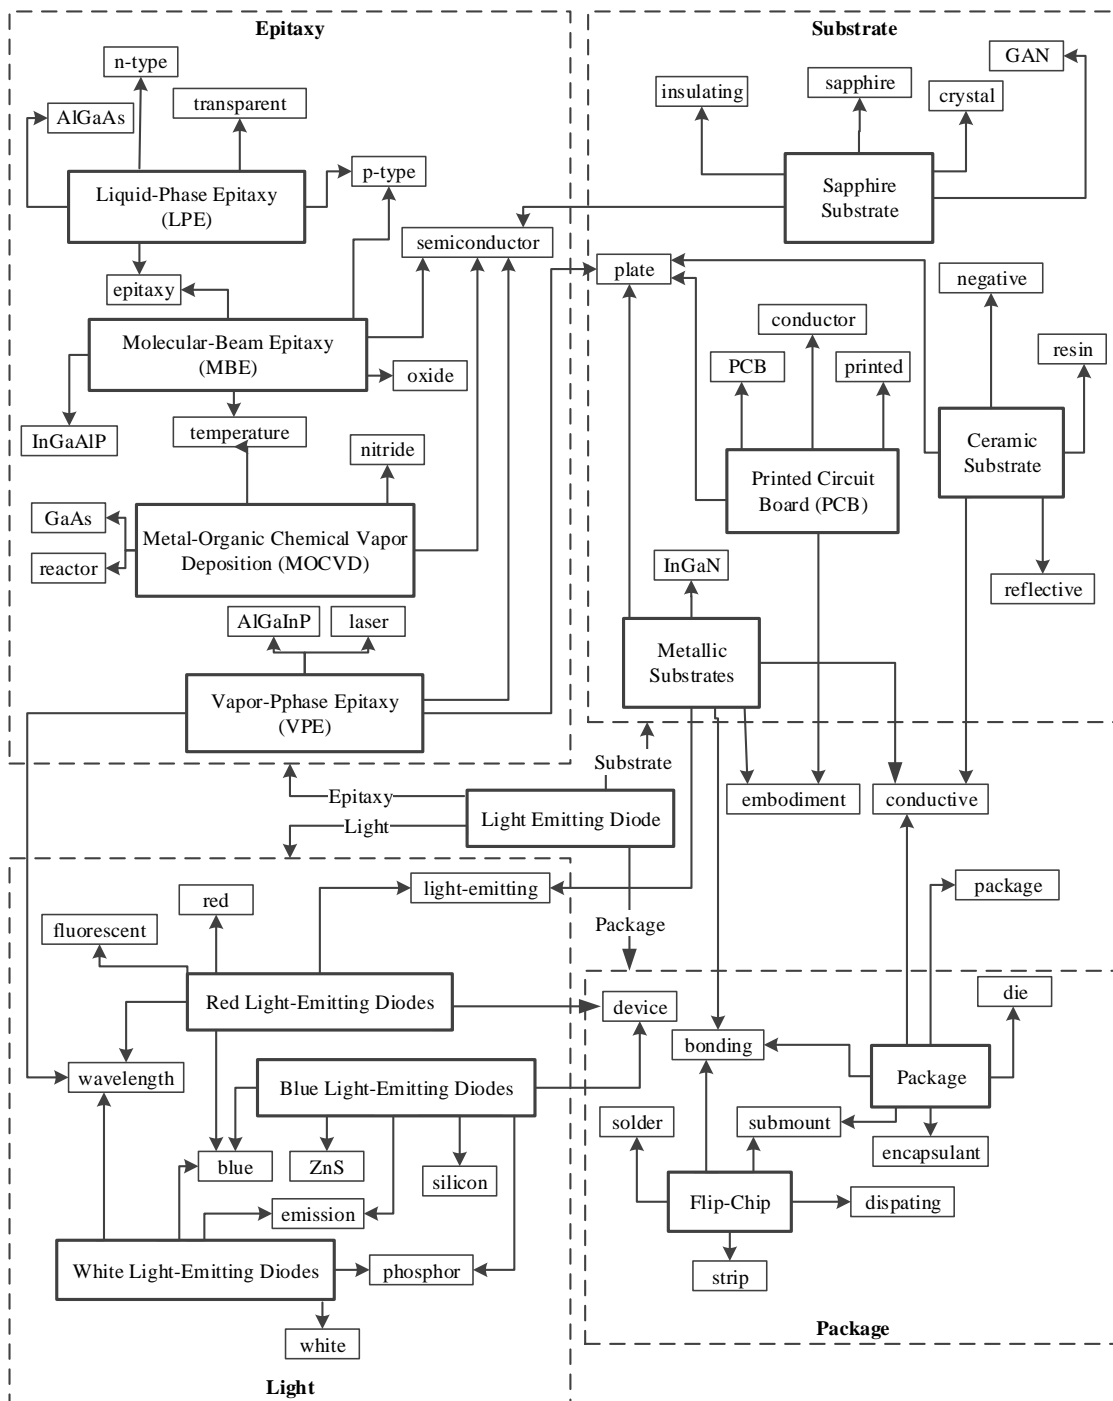 Epitaxy
n-type
AlGaAs
transparent
Liquid-Phase Epitaxy
(LPE)
p-type
semiconductor
epitaxy
Molecular-Beam Epitaxy
(MBE)
oxide
InGaAlP
temperature
nitride
GaAs
reactor
Metal-Organic Chemical Vapor
Deposition (MOCVD)
AlGaInP
laser
Vapor-Pphase Epitaxy
(VPE)
Substrate
GAN
insulating
sapphire
crystal
Sapphire
Substrate
plate
negative
conductor
PCB
printed
resin
Printed Circuit
Board (PCB)
Ceramic
Substrate
InGaN
reflective
Metallic
Substrates
Substrate
Epitaxy
Light
Light Emitting Diode
embodiment
conductive
Package
light-emitting
red
fluorescent
Red Light-Emitting Diodes
wavelength
Blue Light-Emitting Diodes
blue
ZnS
silicon
emission
White Light-Emitting Diodes
phosphor
white
Light
package
device
die
bonding
Package
solder
submount
encapsulant
Flip-Chip
dispating
strip
Package